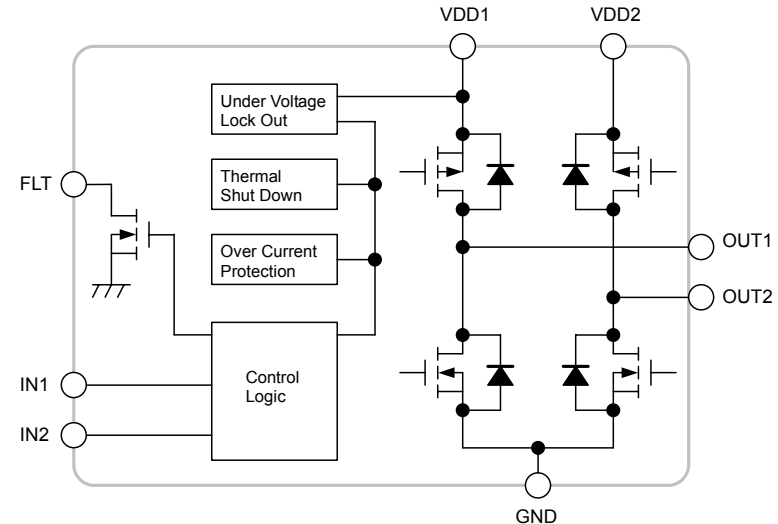 VDD1
VDD2
Under Voltage
Lock Out
FLT
Thermal
Shut Down
Over Current
Protection
OUT1
OUT2
IN1
Control
Logic
IN2
GND